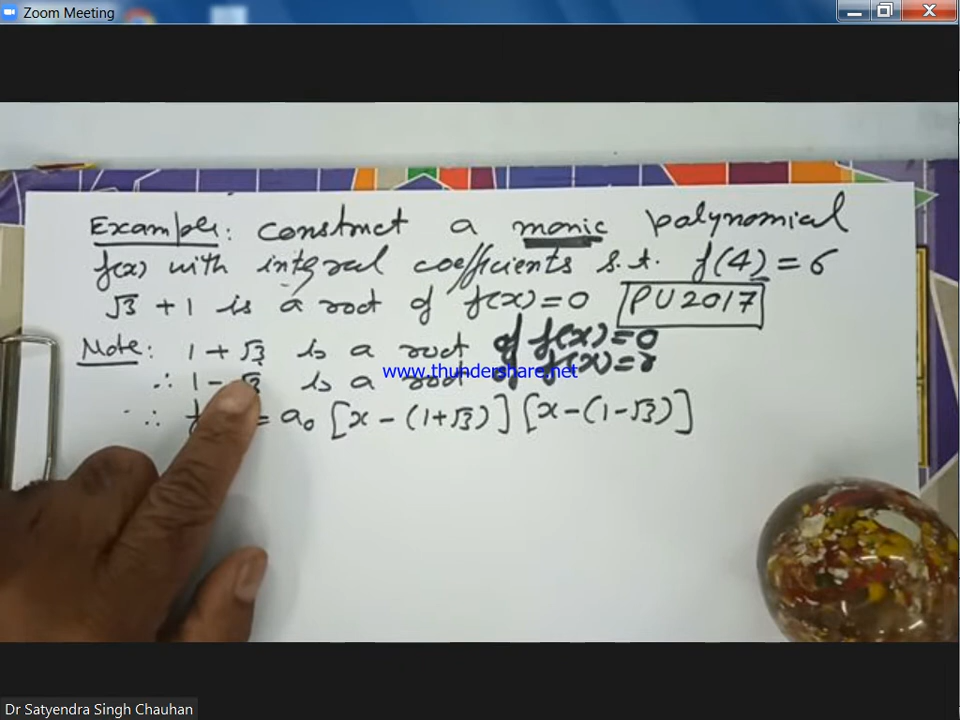 Zoom Meeting
Example: construct a monic polynomial
f(x) with integral coefficients s.t. f(4) = 6
√3 + 1 is a root of f(x)=0 PU 2017
Note: 1 + √3 is a root of f(x)=0
∴ 1 - √3 is a root of f(x)=
www.thundershare.net
∴ f = a₀ [x - (1+√3)] [x - (1-√3)]
Dr Satyendra Singh Chauhan